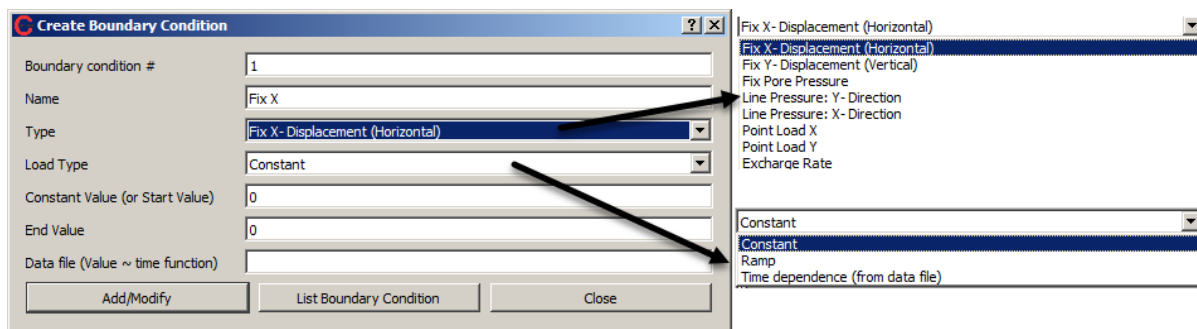 Create Boundary Condition
Boundary condition #
1
Name
Fix X
Type
Fix X- Displacement (Horizontal)
Load Type
Constant
Constant Value (or Start Value)
0
End Value
0
Data file (Value ~ time function)
Add/Modify
List Boundary Condition
Close
Fix X- Displacement (Horizontal)
Fix X- Displacement (Horizontal)
Fix Y- Displacement (Vertical)
Fix Pore Pressure
Line Pressure: Y- Direction
Line Pressure: X- Direction
Point Load X
Point Load Y
Excharge Rate
Constant
Constant
Ramp
Time dependence (from data file)